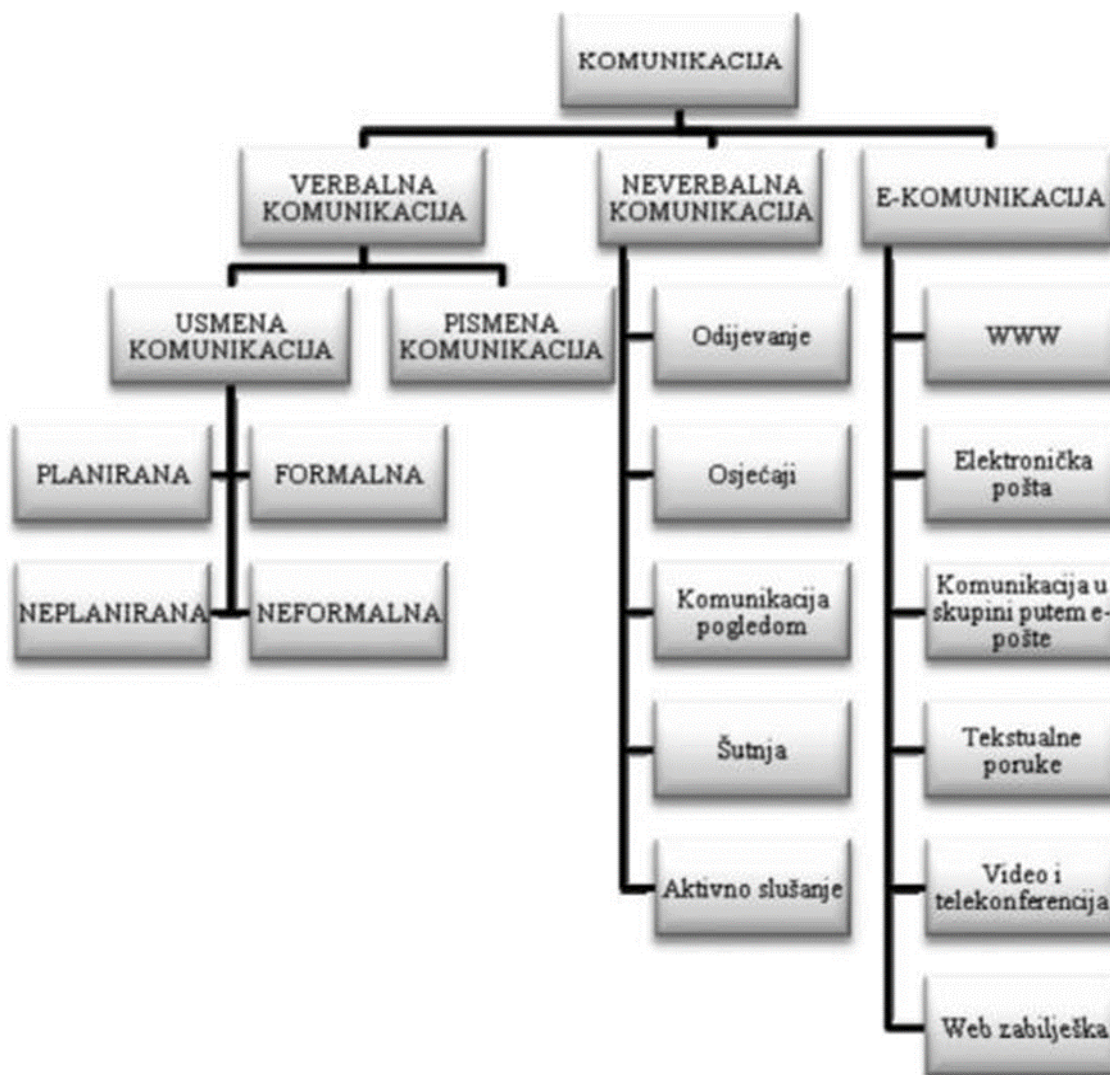 KOMUNIKACIJA
VERBALNA
KOMUNIKACIJA
NEVERBALNA
KOMUNIKACIJA
E-KOMUNIKACIJA
USMENA
KOMUNIKACIJA
PISMENA
KOMUNIKACIJA
PLANIRANA
FORMALNA
NEPLANIRANA
NEFORMALNA
Odijevanje
Osjećaji
Komunikacija
pogledom
Šutnja
Aktivno slušanje
WWW
Elektronička
pošta
Komunikacija u
skupini putem e-
pošte
Tekstualne
poruke
Video i
telekonferencija
Web zabilješka